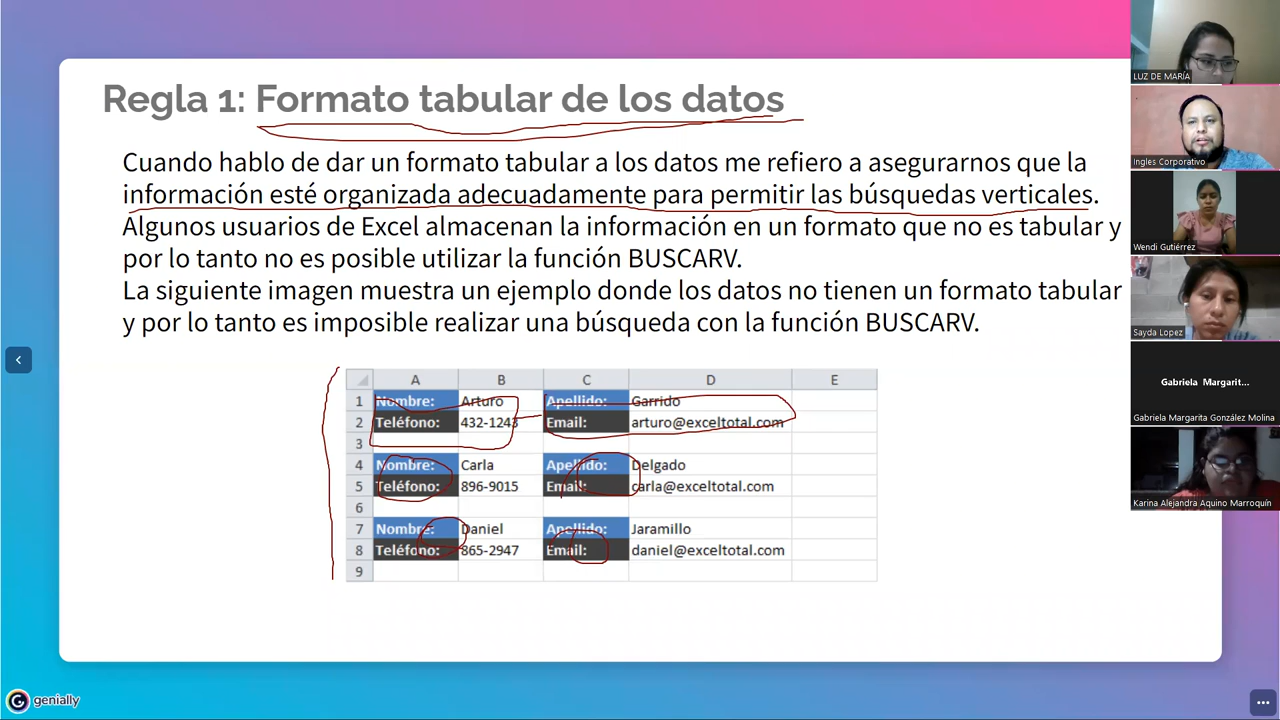 Regla 1: Formato tabular de los datos
Cuando hablo de dar un formato tabular a los datos me refiero a asegurarnos que la
información esté organizada adecuadamente para permitir las búsquedas verticales.
Algunos usuarios de Excel almacenan la información en un formato que no es tabular y
por lo tanto no es posible utilizar la función BUSCARV.
La siguiente imagen muestra un ejemplo donde los datos no tienen un formato tabular
y por lo tanto es imposible realizar una búsqueda con la función BUSCARV.
A B C D E
1 Nombre: Arturo Apellido: Garrido
2 Teléfono: 432-1243 Email: arturo@exceltotal.com
3
4 Nombre: Carla Apellido: Delgado
5 Teléfono: 896-9015 Email: carla@exceltotal.com
6
7 Nombre: Daniel Apellido: Jaramillo
8 Teléfono: 865-2947 Email: daniel@exceltotal.com
9
genially
LUZ DE MARÍA
Ingles Corporativo
Wendi Gutiérrez
Sayda Lopez
Gabriela Margarit...
Gabriela Margarita González Molina
Karina Alejandra Aquino Marroquín